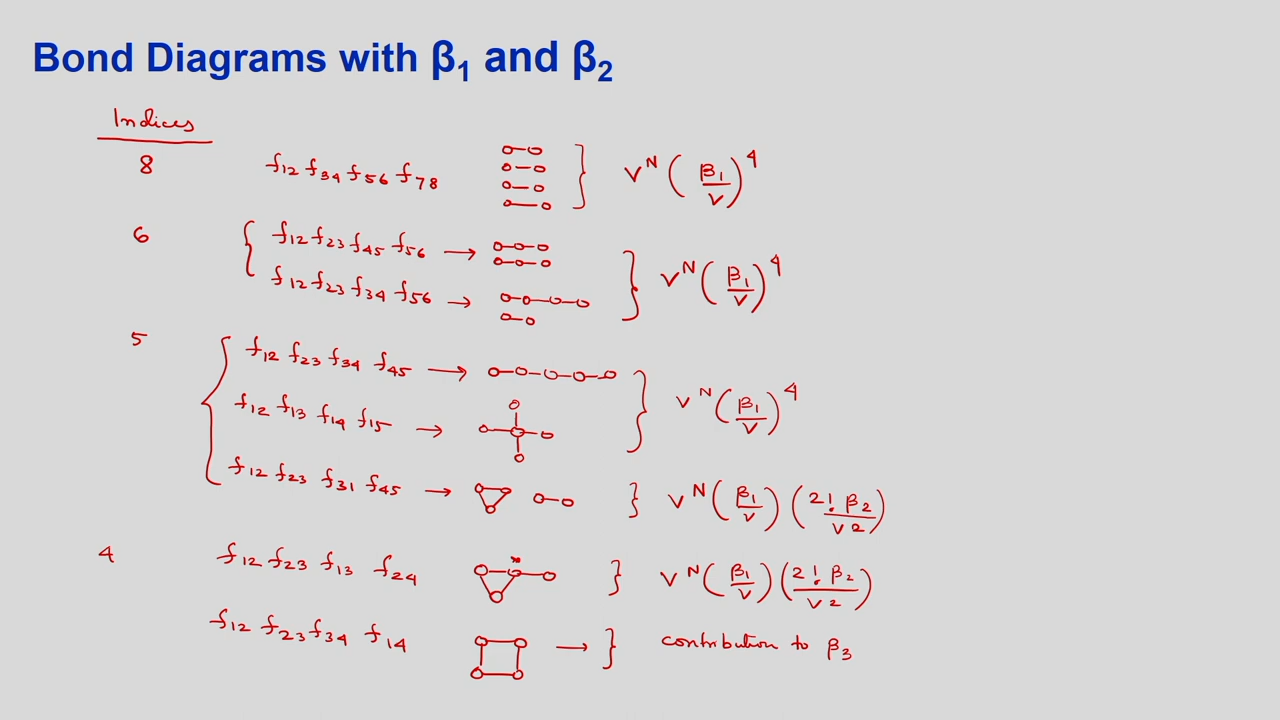 Bond Diagrams with β₁ and β₂
Indices
8 f₁₂ f₃₄ f₅₆ f₇₈ } Vᴺ (β₁/V)⁴
6 { f₁₂ f₂₃ f₄₅ f₅₆ →
f₁₂ f₂₃ f₃₄ f₅₆ → } Vᴺ (β₁/V)⁴
5 { f₁₂ f₂₃ f₃₄ f₄₅ →
f₁₂ f₁₃ f₁₄ f₁₅ → } Vᴺ (β₁/V)⁴
f₁₂ f₂₃ f₃₁ f₄₅ → } Vᴺ (β₁/V) (2! β₂/V²)
4 f₁₂ f₂₃ f₁₃ f₂₄ } Vᴺ (β₁/V) (2! β₂/V²)
f₁₂ f₂₃ f₃₄ f₁₄ → } contribution to β₃